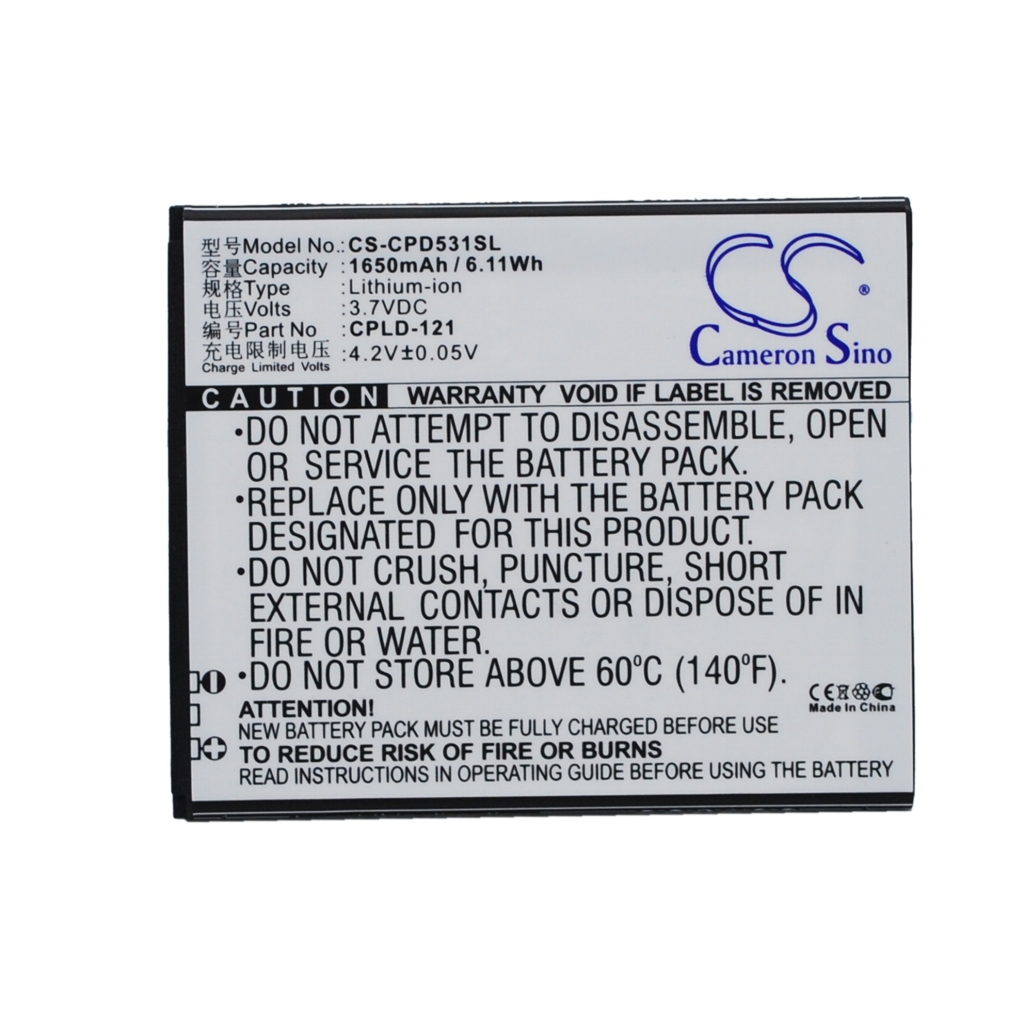 型号Model No.:CS-CPD531SL
容量Capacity :1650mAh / 6.11Wh
规格Type :Lithium-ion
电压Volts :3.7VDC
编号Part No :CPLD-121
充电限制电压 :4.2V±0.05V
Charge Limited Volts
CS ®
Cameron Sino
CAUTION WARRANTY VOID IF LABEL IS REMOVED
•DO NOT ATTEMPT TO DISASSEMBLE, OPEN
OR SERVICE THE BATTERY PACK.
•REPLACE ONLY WITH THE BATTERY PACK
DESIGNATED FOR THIS PRODUCT.
•DO NOT CRUSH, PUNCTURE, SHORT
EXTERNAL CONTACTS OR DISPOSE OF IN
FIRE OR WATER.
•DO NOT STORE ABOVE 60°C (140°F).
CE
Made In China
ATTENTION!
NEW BATTERY PACK MUST BE FULLY CHARGED BEFORE USE
TO REDUCE RISK OF FIRE OR BURNS
READ INSTRUCTIONS IN OPERATING GUIDE BEFORE USING THE BATTERY